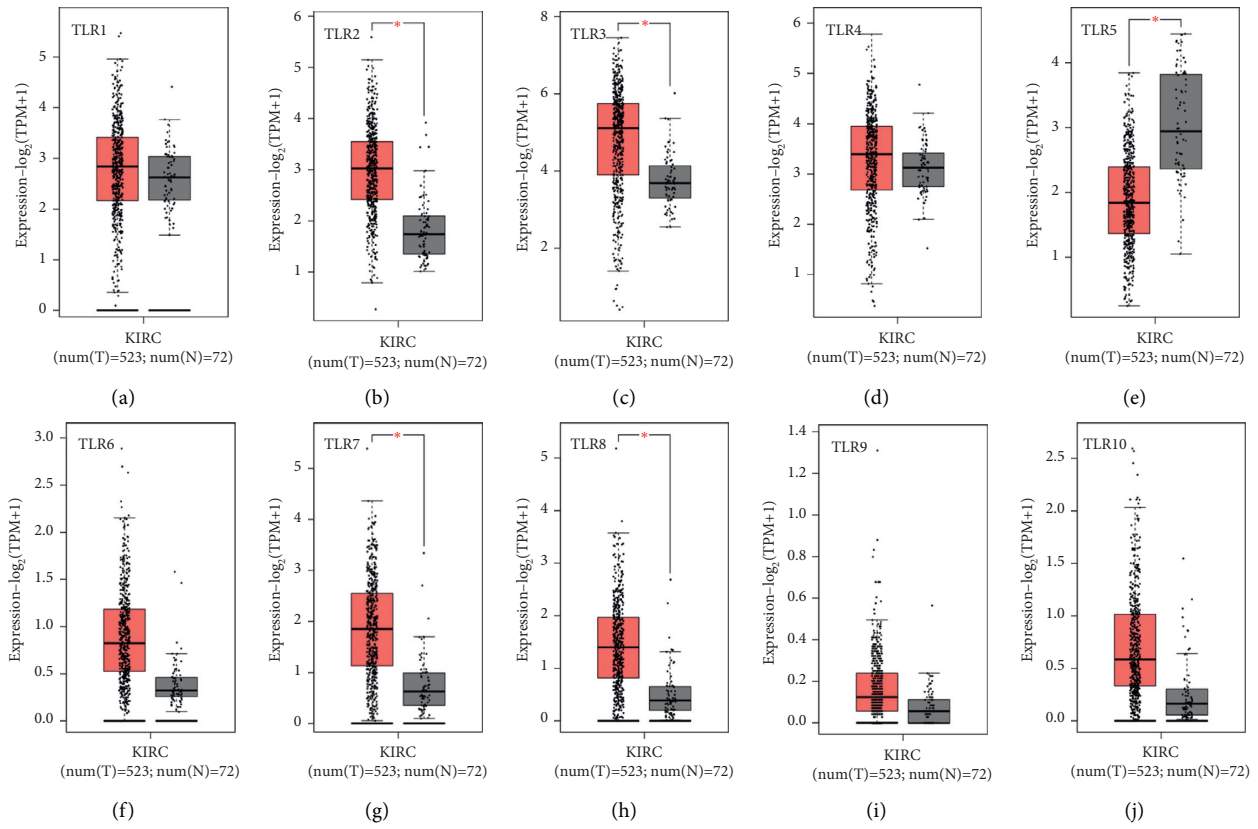 TLR1
Expression–log2(TPM+1)
5
4
3
2
1
0
KIRC
(num(T)=523; num(N)=72)
(a)
TLR2
*
Expression–log2(TPM+1)
6
5
4
3
2
1
KIRC
(num(T)=523; num(N)=72)
(b)
TLR3
*
Expression–log2(TPM+1)
8
6
4
2
KIRC
(num(T)=523; num(N)=72)
(c)
TLR4
Expression–log2(TPM+1)
6
5
4
3
2
1
KIRC
(num(T)=523; num(N)=72)
(d)
TLR5
*
Expression–log2(TPM+1)
4
3
2
1
KIRC
(num(T)=523; num(N)=72)
(e)
TLR6
Expression–log2(TPM+1)
3.0
2.5
2.0
1.5
1.0
0.5
0.0
KIRC
(num(T)=523; num(N)=72)
(f)
TLR7
*
Expression–log2(TPM+1)
5
4
3
2
1
0
KIRC
(num(T)=523; num(N)=72)
(g)
TLR8
*
Expression–log2(TPM+1)
5
4
3
2
1
0
KIRC
(num(T)=523; num(N)=72)
(h)
TLR9
Expression–log2(TPM+1)
1.4
1.2
1.0
0.8
0.6
0.4
0.2
0.0
KIRC
(num(T)=523; num(N)=72)
(i)
TLR10
Expression–log2(TPM+1)
2.5
2.0
1.5
1.0
0.5
0.0
KIRC
(num(T)=523; num(N)=72)
(j)